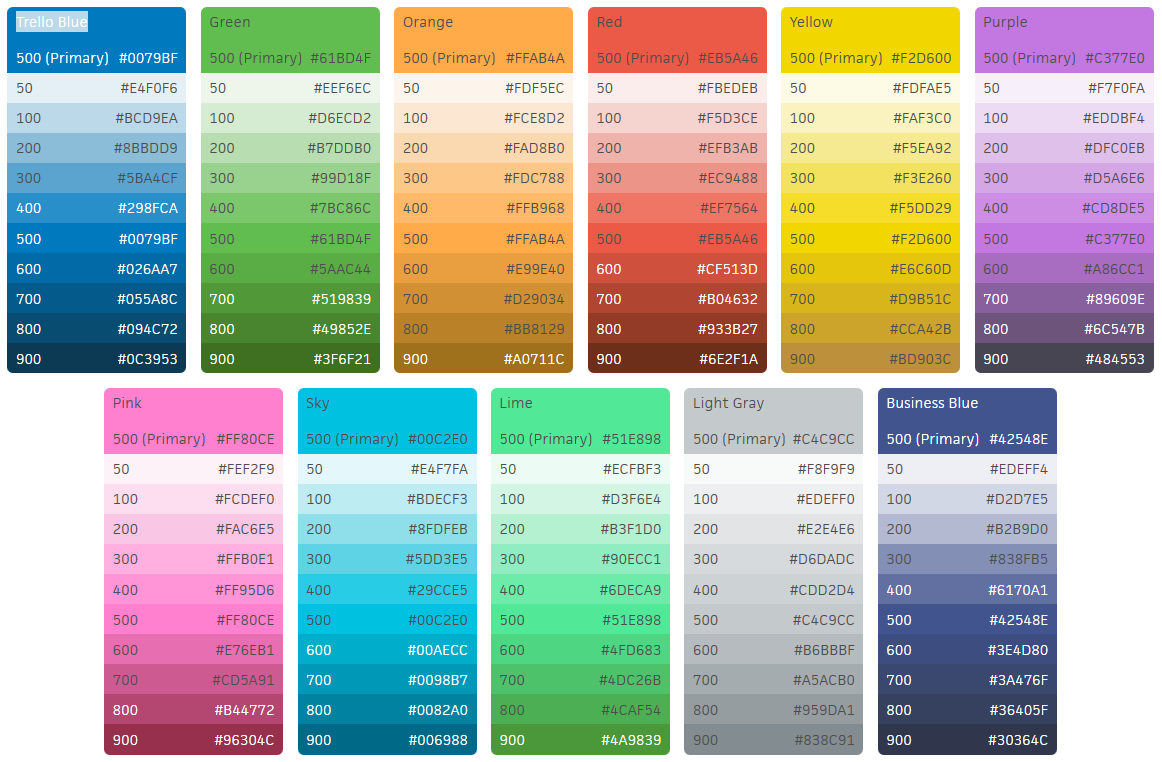 Trello Blue
500 (Primary) #0079BF
50 #E4F0F6
100 #BCD9EA
200 #8BBDD9
300 #5BA4CF
400 #298FCA
500 #0079BF
600 #026AA7
700 #055A8C
800 #094C72
900 #0C3953
Green
500 (Primary) #61BD4F
50 #EEF6EC
100 #D6ECD2
200 #B7DDB0
300 #99D18F
400 #7BC86C
500 #61BD4F
600 #5AAC44
700 #519839
800 #49852E
900 #3F6F21
Orange
500 (Primary) #FFAB4A
50 #FDF5EC
100 #FCE8D2
200 #FAD8B0
300 #FDC788
400 #FFB968
500 #FFAB4A
600 #E99E40
700 #D29034
800 #BB8129
900 #A0711C
Red
500 (Primary) #EB5A46
50 #FBEDEB
100 #F5D3CE
200 #EFB3AB
300 #EC9488
400 #EF7564
500 #EB5A46
600 #CF513D
700 #B04632
800 #933B27
900 #6E2F1A
Yellow
500 (Primary) #F2D600
50 #FDFAE5
100 #FAF3C0
200 #F5EA92
300 #F3E260
400 #F5DD29
500 #F2D600
600 #E6C60D
700 #D9B51C
800 #CCA42B
900 #BD903C
Purple
500 (Primary) #C377E0
50 #F7F0FA
100 #EDDBF4
200 #DFC0EB
300 #D5A6E6
400 #CD8DE5
500 #C377E0
600 #A86CC1
700 #89609E
800 #6C547B
900 #484553
Pink
500 (Primary) #FF80CE
50 #FEF2F9
100 #FCDEF0
200 #FAC6E5
300 #FFB0E1
400 #FF95D6
500 #FF80CE
600 #E76EB1
700 #CD5A91
800 #B44772
900 #96304C
Sky
500 (Primary) #00C2E0
50 #E4F7FA
100 #BDECF3
200 #8FDFEB
300 #5DD3E5
400 #29CCE5
500 #00C2E0
600 #00AECC
700 #0098B7
800 #0082A0
900 #006988
Lime
500 (Primary) #51E898
50 #ECFBF3
100 #D3F6E4
200 #B3F1D0
300 #90ECC1
400 #6DECA9
500 #51E898
600 #4FD683
700 #4DC26B
800 #4CAF54
900 #4A9839
Light Gray
500 (Primary) #C4C9CC
50 #F8F9F9
100 #EDEFF0
200 #E2E4E6
300 #D6DADC
400 #CDD2D4
500 #C4C9CC
600 #B6BBBF
700 #A5ACB0
800 #959DA1
900 #838C91
Business Blue
500 (Primary) #42548E
50 #EDEFF4
100 #D2D7E5
200 #B2B9D0
300 #838FB5
400 #6170A1
500 #42548E
600 #3E4D80
700 #3A476F
800 #36405F
900 #30364C